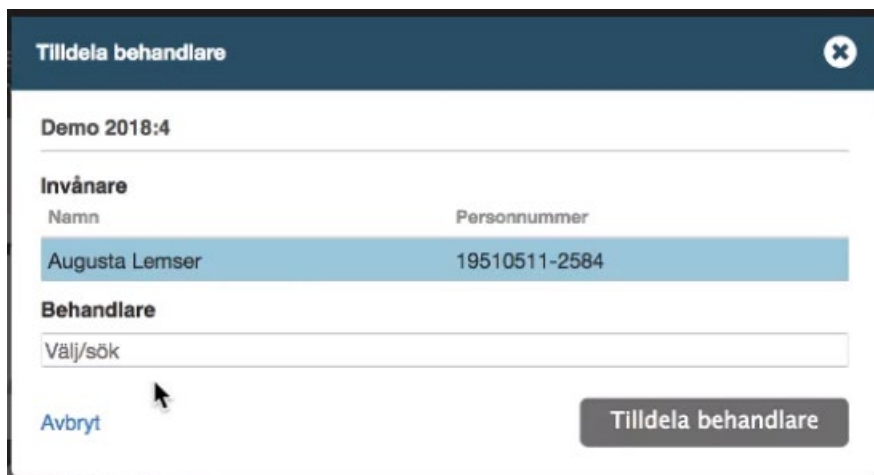 Tilldela behandlare
Demo 2018:4
Invånare
Namn Personnummer
Augusta Lemser 19510511-2584
Behandlare
Välj/sök
Avbryt Tilldela behandlare